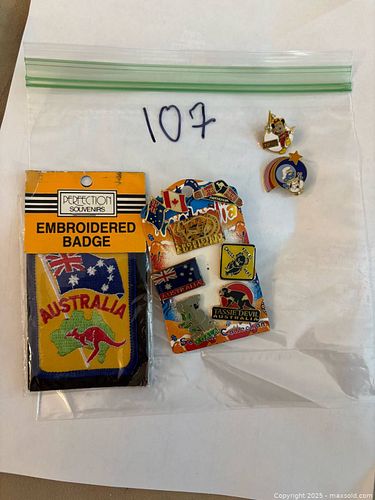 107
PERFECTION
SOUVENIRS
EMBROIDERED
BADGE
AUSTRALIA
AUSTRALIA
TASSIE DEVIL
AUSTRALIA
Copyright 2025 - maxsold.com